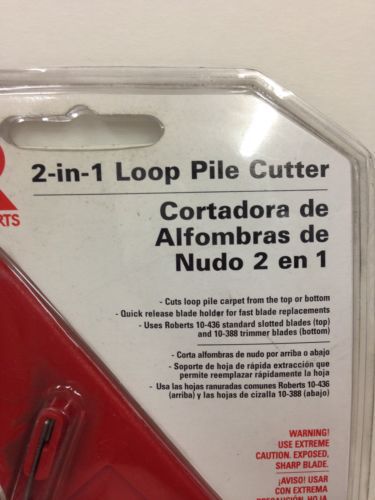 R
RTS
2-in-1 Loop Pile Cutter
Cortadora de
Alfombras de
Nudo 2 en 1
- Cuts loop pile carpet from the top or bottom
- Quick release blade holder for fast blade replacements
- Uses Roberts 10-436 standard slotted blades (top)
and 10-388 trimmer blades (bottom)
- Corta alfombras de nudo por arriba o abajo
- Soporte de hoja de rápida extracción que
permite reemplazar rápidamente la hoja
- Usa las hojas ranuradas comunes Roberts 10-436
(arriba) y las hojas de cizalla 10-388 (abajo)
WARNING!
USE EXTREME
CAUTION. EXPOSED,
SHARP BLADE.
¡AVISO! USAR
CON EXTREMA
PRECAUCIÓN. HOJA